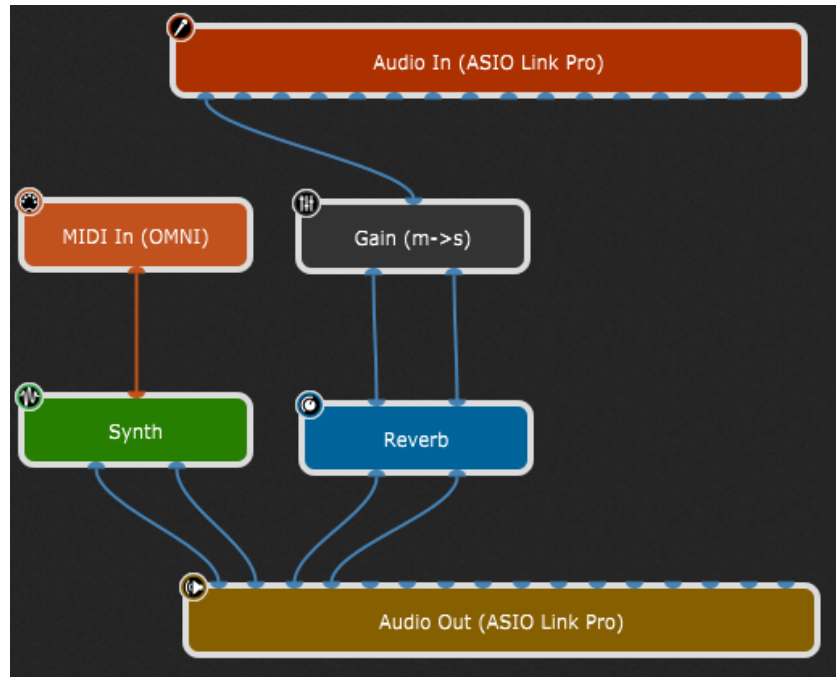 Audio In (ASIO Link Pro)
MIDI In (OMNI)
Gain (m->s)
Synth
Reverb
Audio Out (ASIO Link Pro)